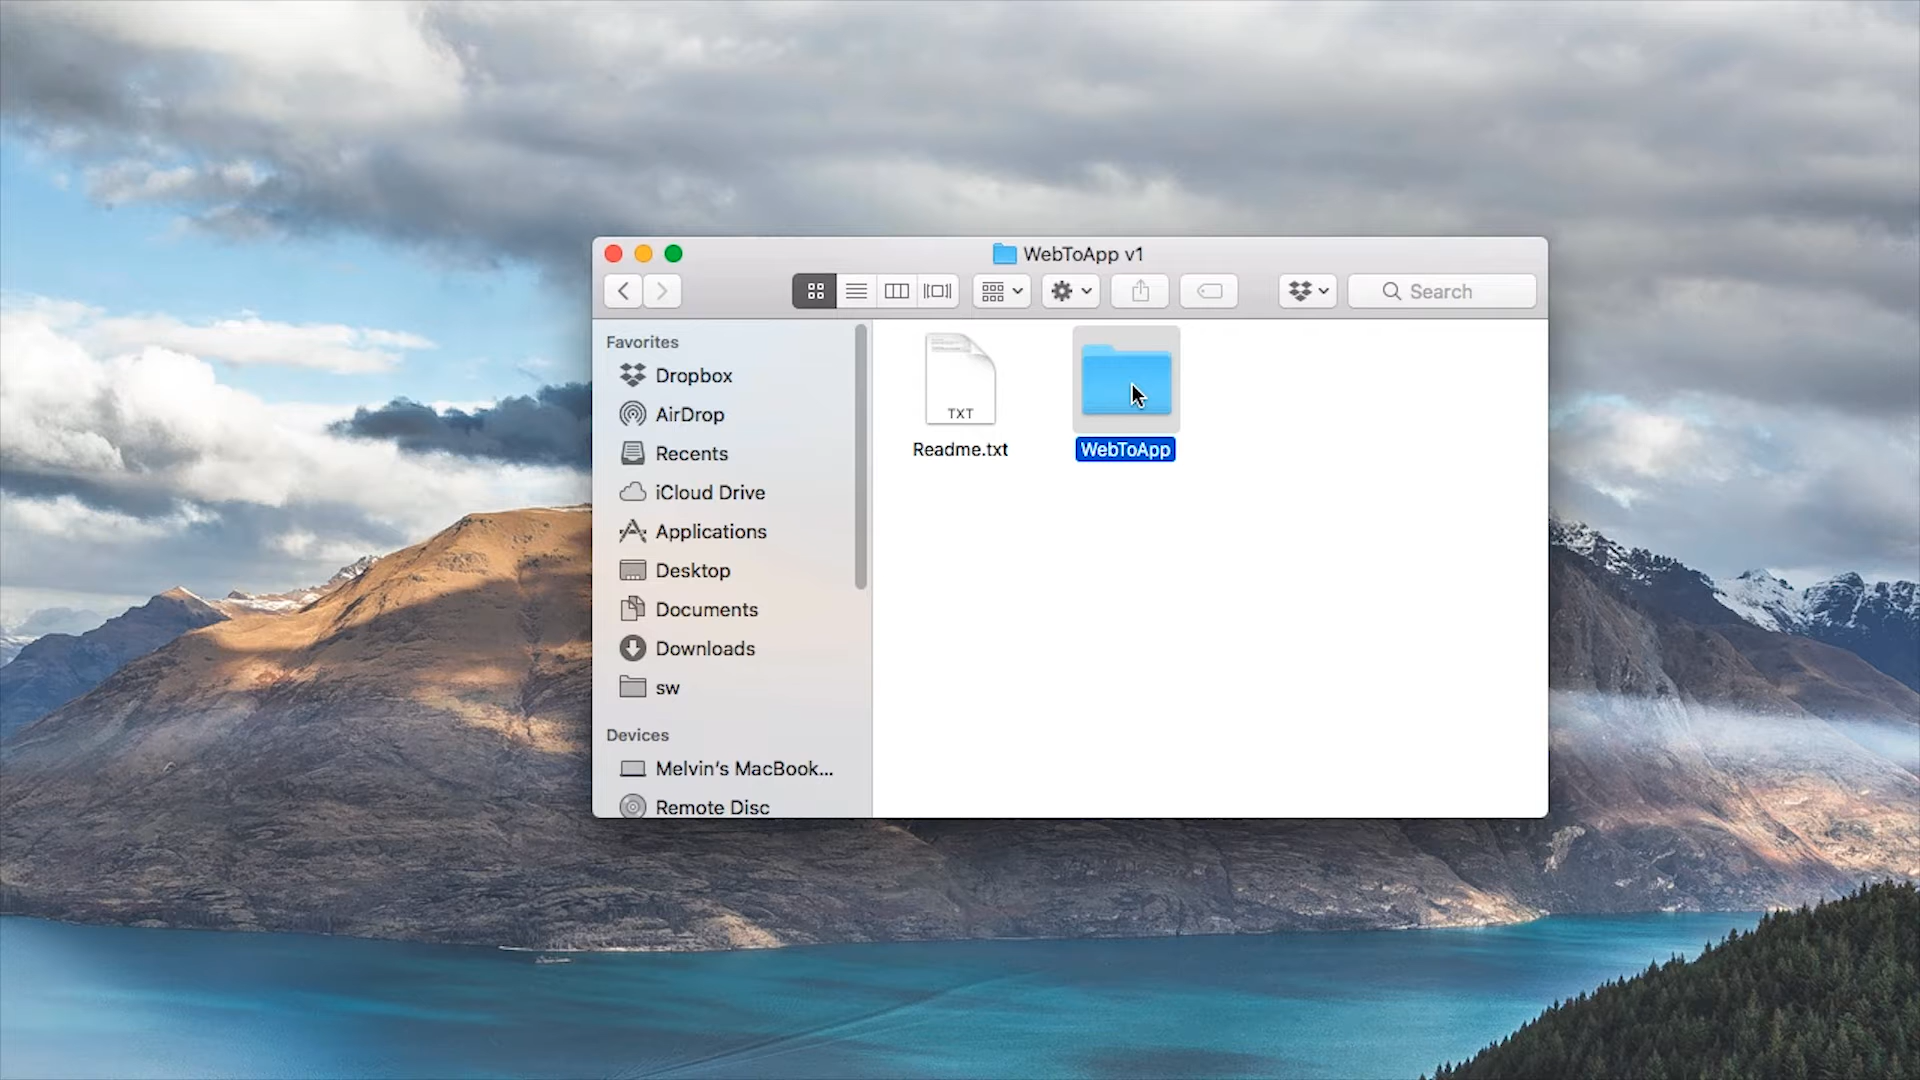 WebToApp v1
Search
Favorites
Dropbox
AirDrop
Recents
iCloud Drive
Applications
Desktop
Documents
Downloads
sw
Devices
Melvin's MacBook...
Remote Disc
TXT
Readme.txt
WebToApp